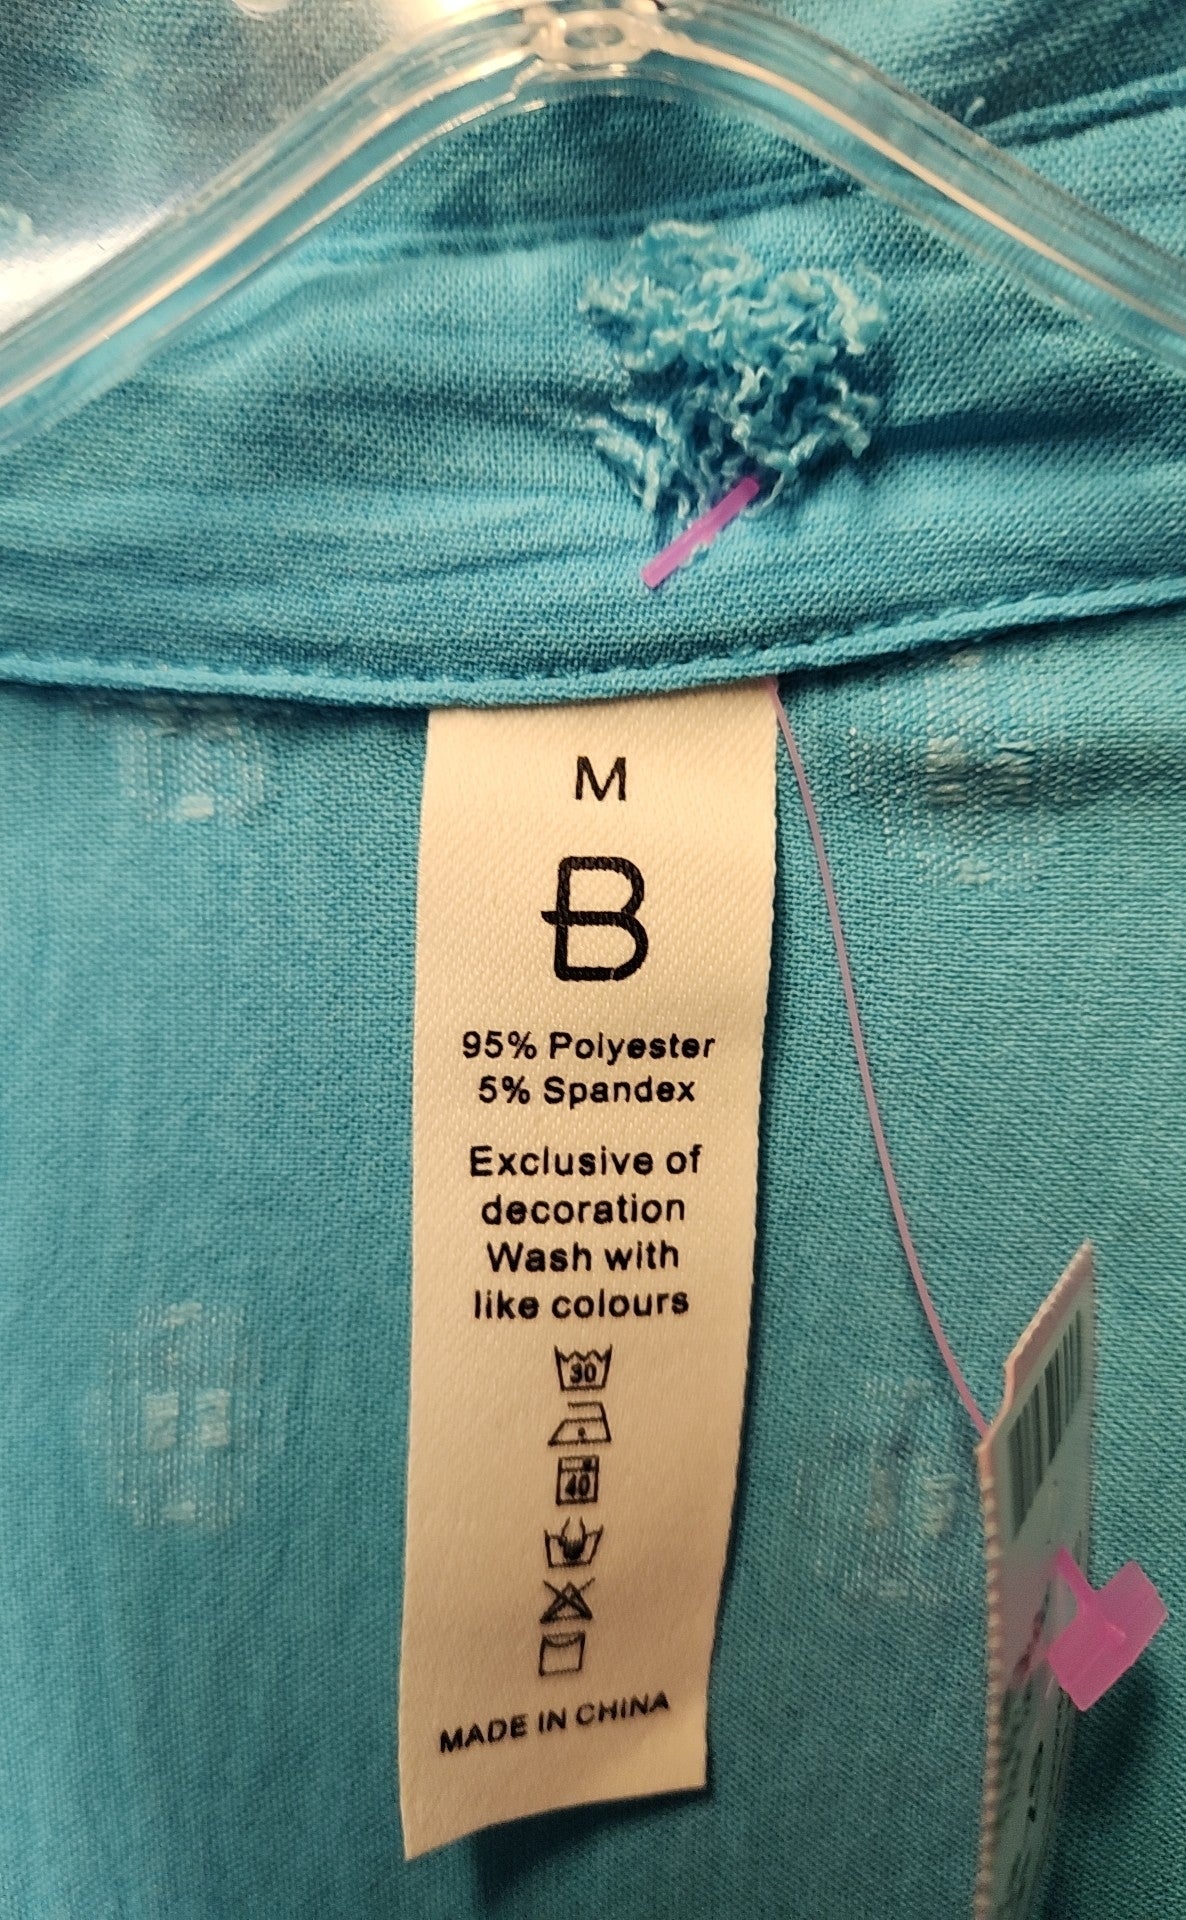 M
B
95% Polyester
5% Spandex
Exclusive of
decoration
Wash with
like colours
30
40
MADE IN CHINA